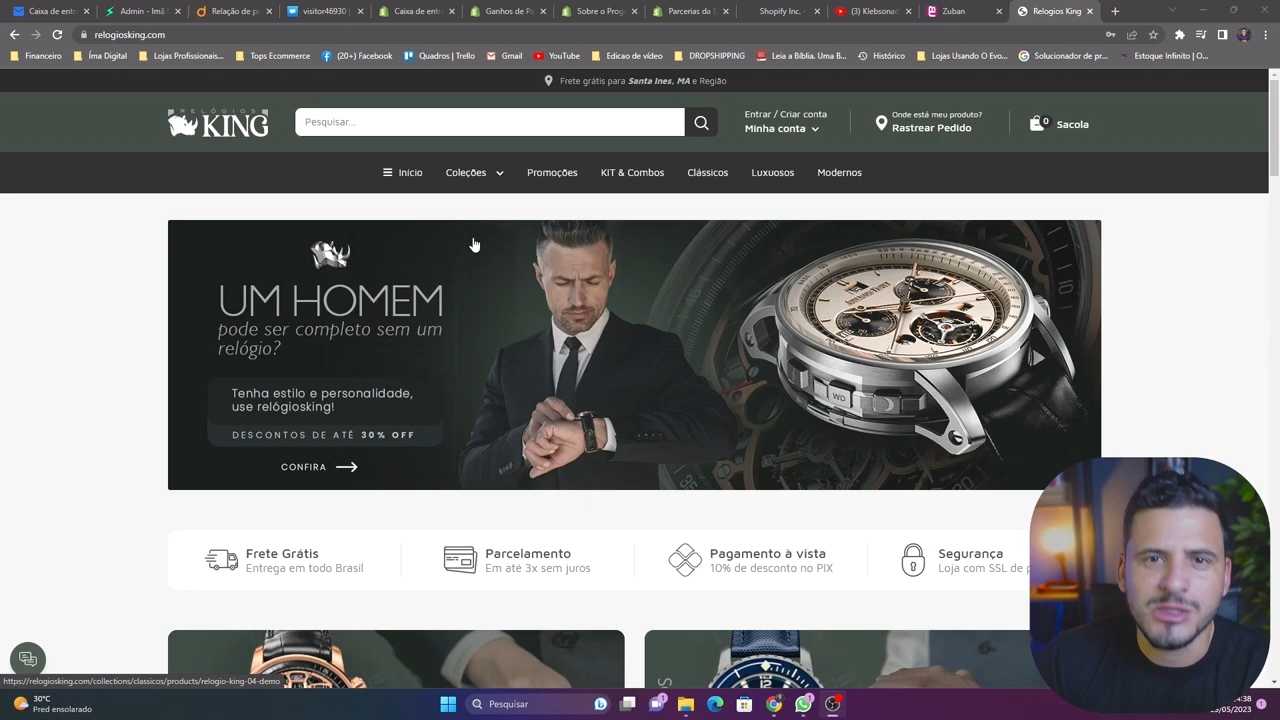 Caixa de entr
Admin - Imã
Relação de p
visitor46930 |
Caixa de entr
Ganhos de Pa
Sobre o Prog
Parcerias da S
Shopify Inc. -
(3) Klebsonad
Zuban
Relogios King
relogiosking.com
Financeiro
Íma Digital
Lojas Profissionais...
Tops Ecommerce
(20+) Facebook
Quadros | Trello
Gmail
YouTube
Edicao de vídeo
DROPSHIPPING
Leia a Bíblia. Uma B...
Histórico
Lojas Usando O Evo...
Solucionador de pr...
Estoque Infinito | O...
Frete grátis para Santa Ines, MA e Região
RELÓGIOS
KING
Pesquisar...
Entrar / Criar conta
Minha conta
Onde está meu produto?
Rastrear Pedido
0
Sacola
Início
Coleções
Promoções
KIT & Combos
Clássicos
Luxuosos
Modernos
UM HOMEM
pode ser completo sem um
relógio?
Tenha estilo e personalidade,
use relógiosking!
DESCONTOS DE ATÉ 30% OFF
CONFIRA
WD
Frete Grátis
Entrega em todo Brasil
Parcelamento
Em até 3x sem juros
Pagamento à vista
10% de desconto no PIX
Segurança
Loja com SSL de p
https://relogiosking.com/collections/classicos/products/relogio-king-04-demo
30°C
Pred ensolarado
Pesquisar